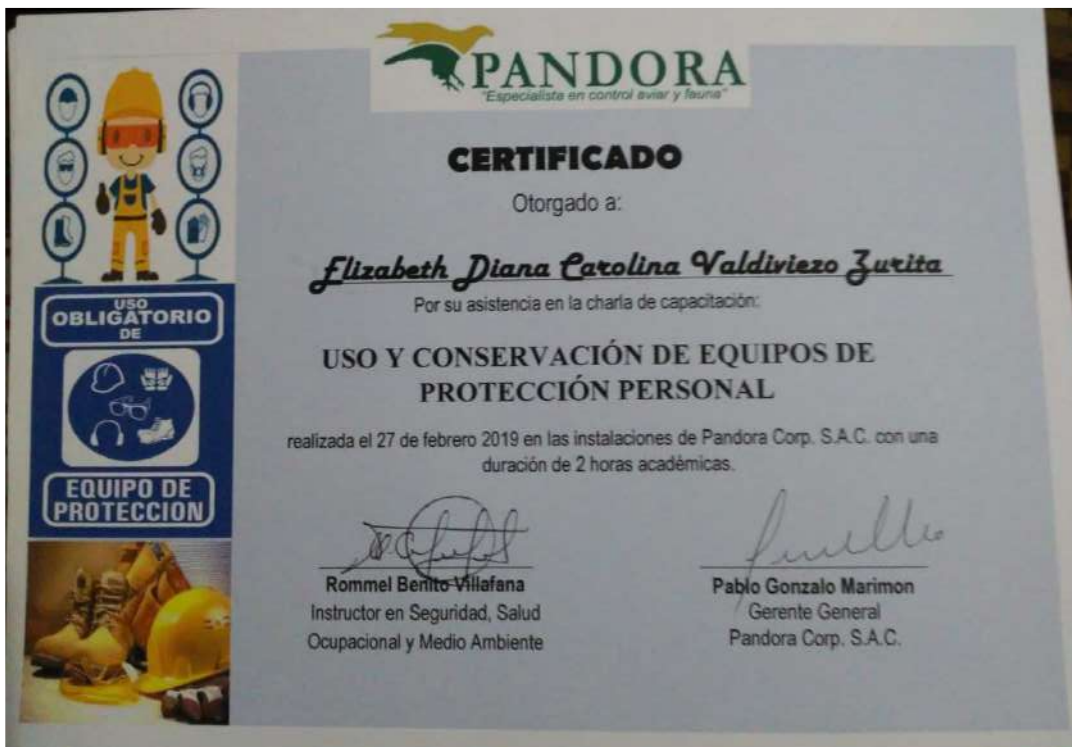 PANDORA
"Especialista en control aviar y fauna"
CERTIFICADO
Otorgado a:
Elizabeth Diana Carolina Valdiviezo Zurita
Por su asistencia en la charla de capacitación:
USO Y CONSERVACIÓN DE EQUIPOS DE
PROTECCIÓN PERSONAL
realizada el 27 de febrero 2019 en las instalaciones de Pandora Corp. S.A.C. con una
duración de 2 horas académicas.
Rommel Benito Villafana
Instructor en Seguridad, Salud
Ocupacional y Medio Ambiente
Pablo Gonzalo Marimon
Gerente General
Pandora Corp. S.A.C.
USO
OBLIGATORIO
DE
EQUIPO DE
PROTECCION